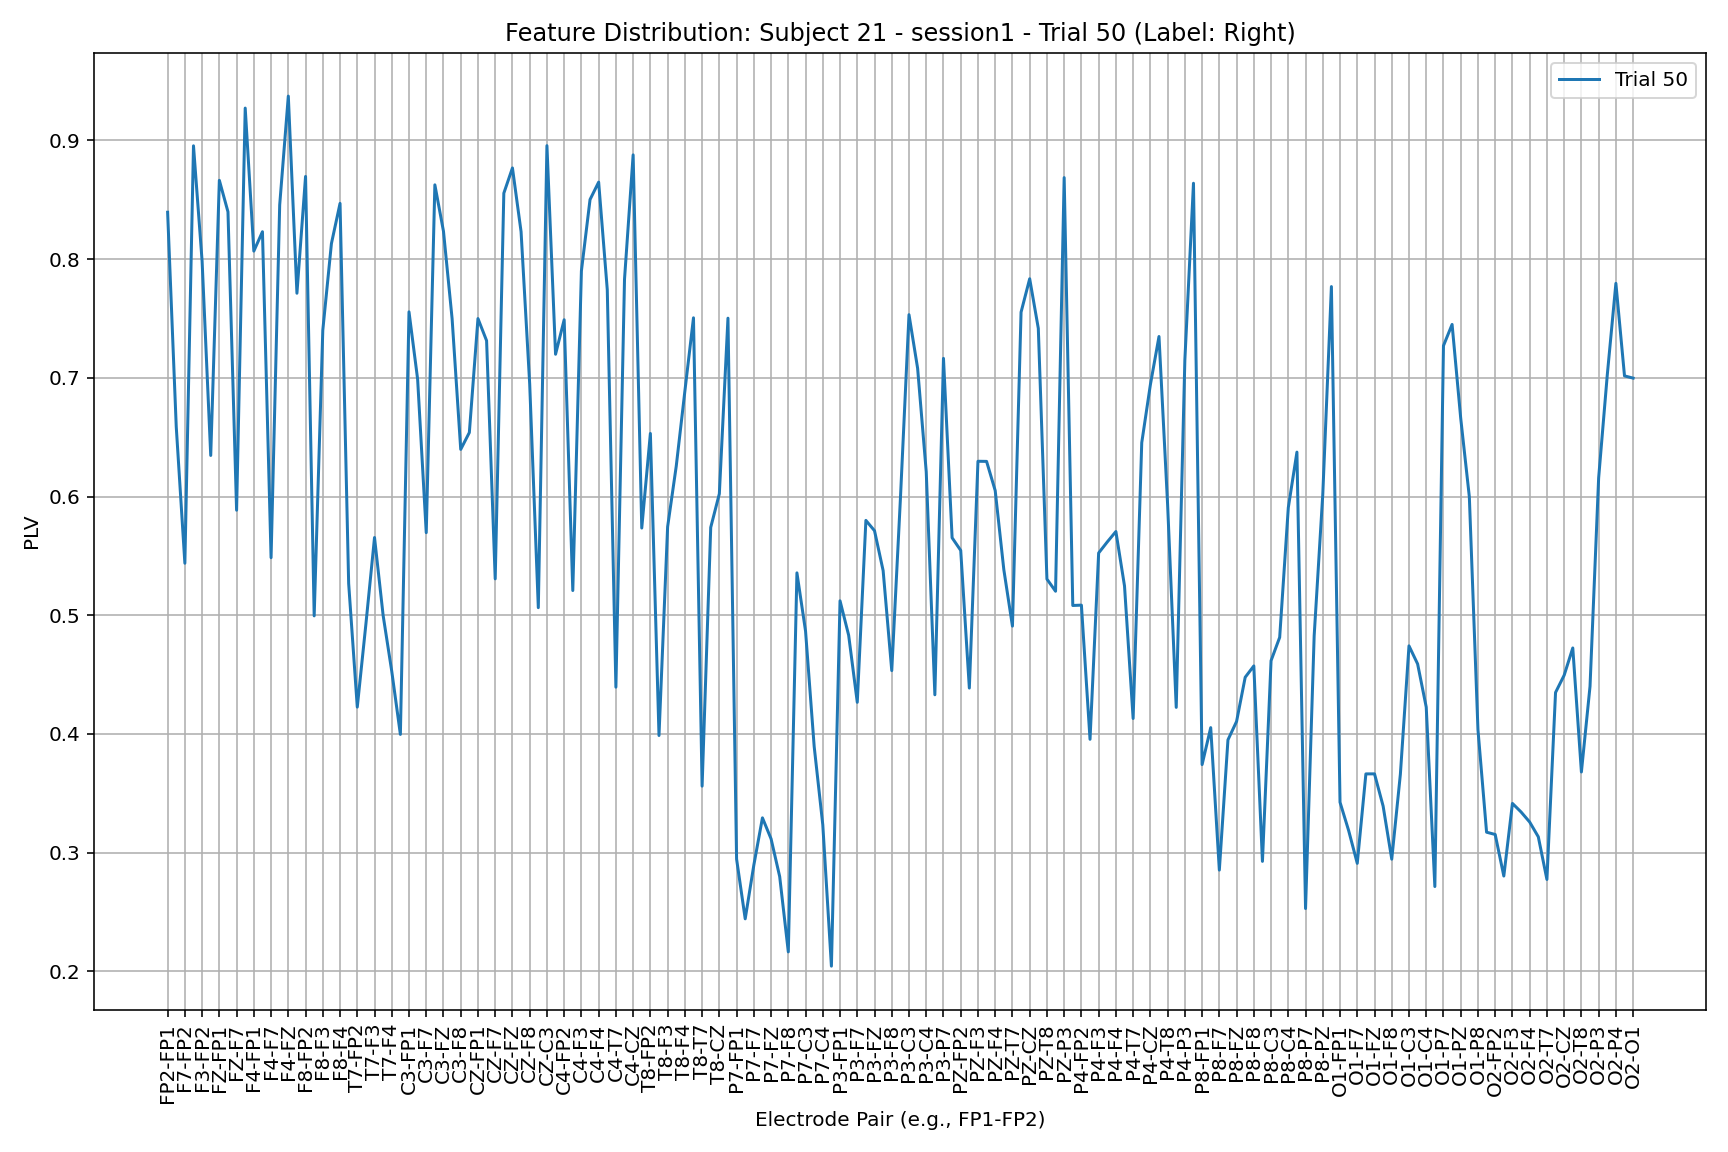 Feature Distribution: Subject 21 - session1 - Trial 50 (Label: Right)
Trial 50
PLV
0.9
0.8
0.7
0.6
0.5
0.4
0.3
0.2
FP2-FP1
F7-FP2
F3-FP2
FZ-FP1
FZ-F7
F4-FP1
F4-F7
F4-FZ
F8-FP2
F8-F3
F8-F4
T7-FP2
T7-F3
T7-F4
C3-FP1
C3-F7
C3-FZ
C3-F8
CZ-FP1
CZ-F7
CZ-FZ
CZ-F8
CZ-C3
C4-FP2
C4-F3
C4-F4
C4-T7
C4-CZ
T8-FP2
T8-F3
T8-F4
T8-T7
T8-CZ
P7-FP1
P7-F7
P7-FZ
P7-F8
P7-C3
P7-C4
P3-FP1
P3-F7
P3-FZ
P3-F8
P3-C3
P3-C4
P3-P7
PZ-FP2
PZ-F3
PZ-F4
PZ-T7
PZ-CZ
PZ-T8
PZ-P3
P4-FP2
P4-F3
P4-F4
P4-T7
P4-CZ
P4-T8
P4-P3
P8-FP1
P8-F7
P8-FZ
P8-F8
P8-C3
P8-C4
P8-P7
P8-PZ
O1-FP1
O1-F7
O1-FZ
O1-F8
O1-C3
O1-C4
O1-P7
O1-PZ
O1-P8
O2-FP2
O2-F3
O2-F4
O2-T7
O2-CZ
O2-T8
O2-P3
O2-P4
O2-O1
Electrode Pair (e.g., FP1-FP2)